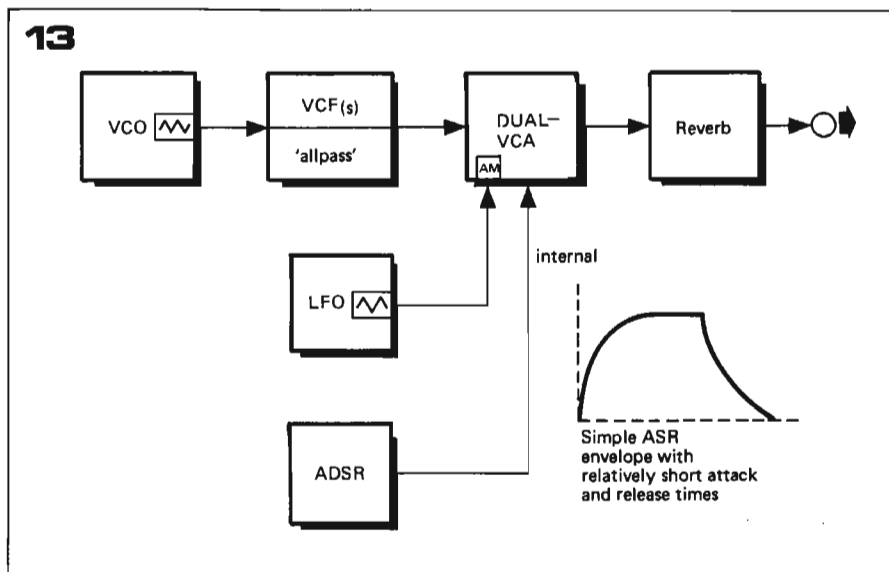 13
VCO
VCF(s)
'allpass'
DUAL–
VCA
AM
Reverb
LFO
internal
ADSR
Simple ASR
envelope with
relatively short attack
and release times